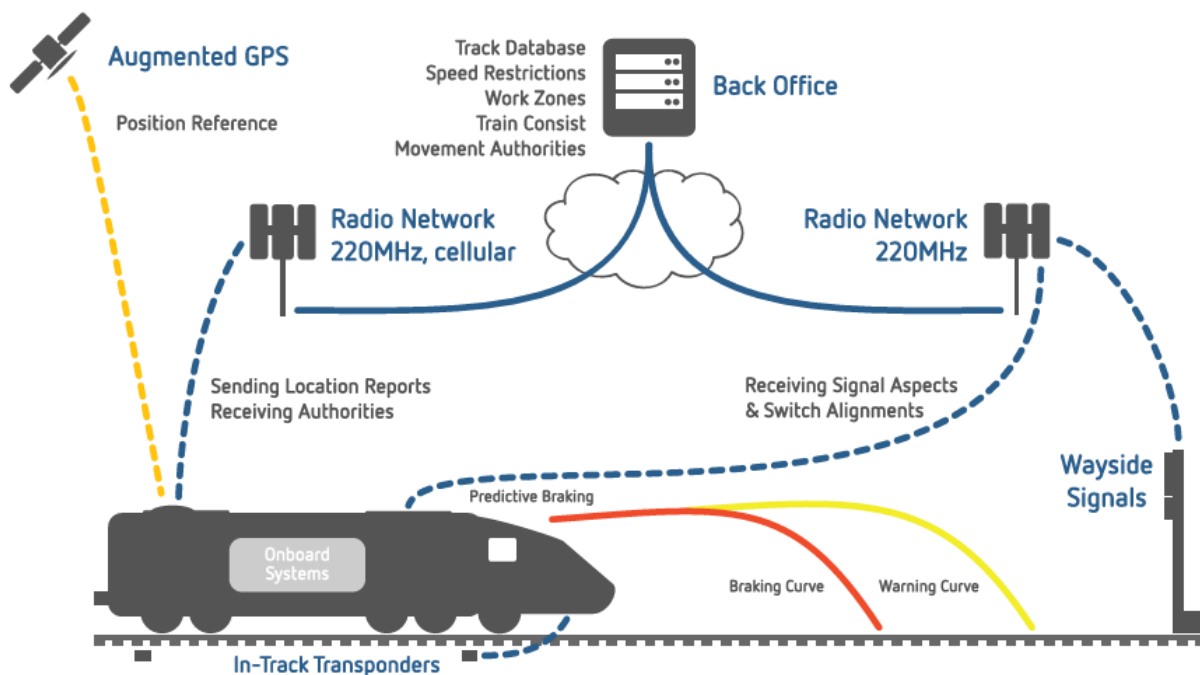 Augmented GPS
Position Reference
Track Database
Speed Restrictions
Work Zones
Train Consist
Movement Authorities
Back Office
Radio Network
220MHz, cellular
Radio Network
220MHz
Sending Location Reports
Receiving Authorities
Receiving Signal Aspects
& Switch Alignments
Wayside
Signals
Predictive Braking
Onboard
Systems
Braking Curve
Warning Curve
In-Track Transponders